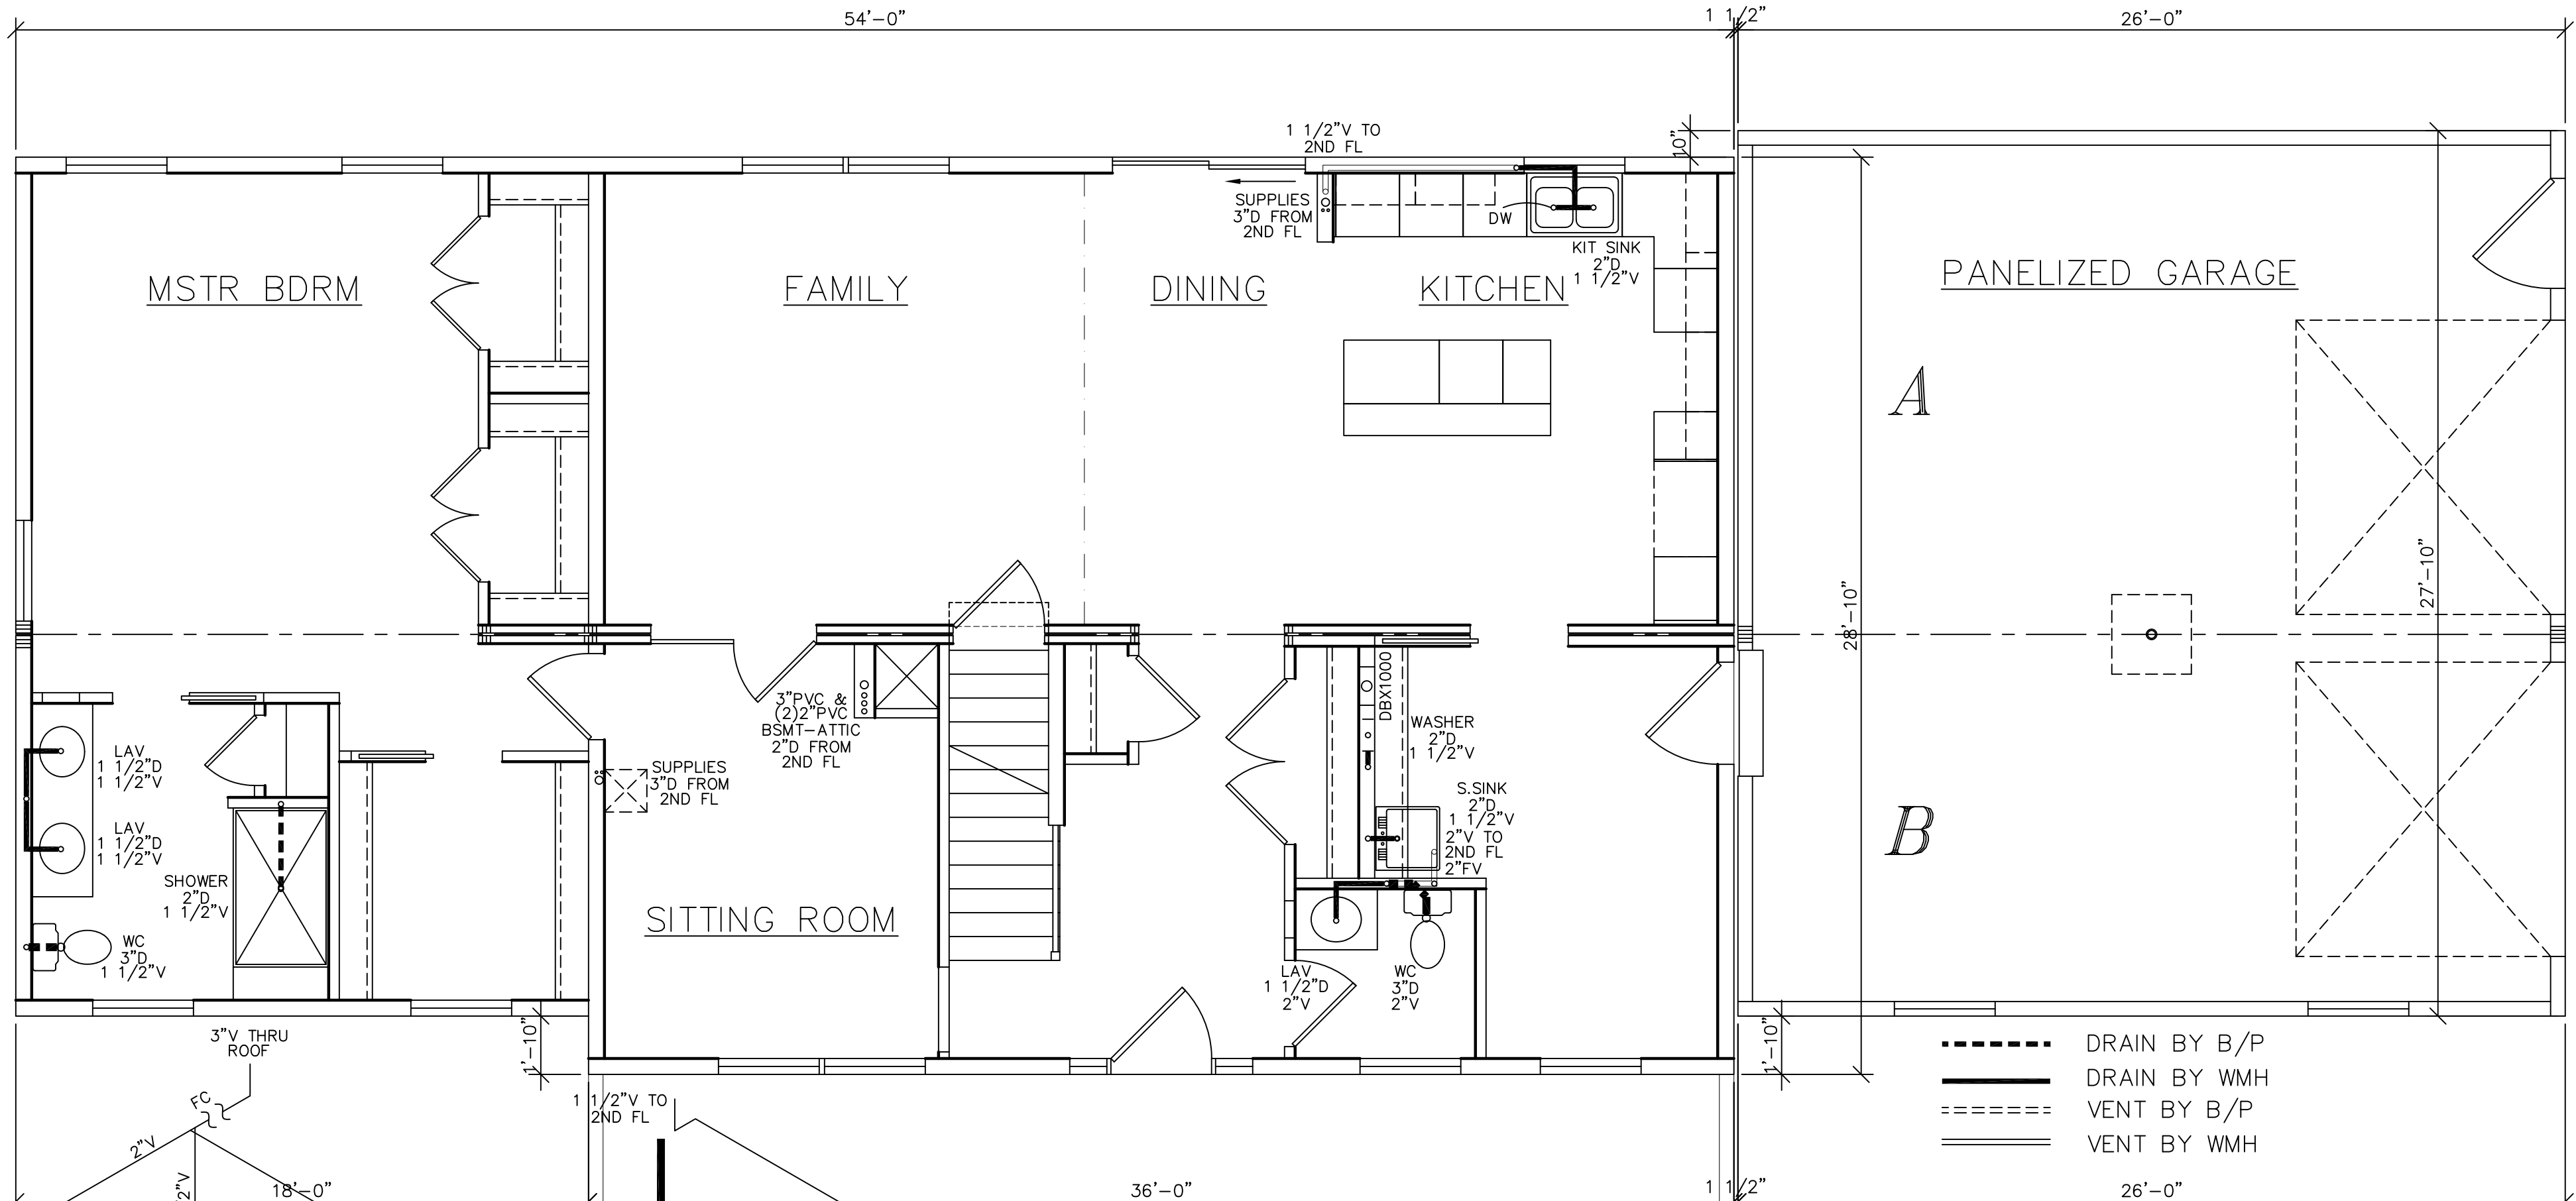 54'-0"
1 1/2"
26'-0"
1 1/2"V TO
2ND FL
10"
SUPPLIES
3"D FROM
2ND FL
DW
KIT SINK
2"D
1 1/2"V
MSTR BDRM
FAMILY
DINING
KITCHEN
PANELIZED GARAGE
A
28'-10"
27'-10"
3"PVC &
(2)2"PVC
BSMT-ATTIC
2"D FROM
2ND FL
DBX1000
WASHER
2"D
1 1/2"V
LAV
1 1/2"D
1 1/2"V
SUPPLIES
3"D FROM
2ND FL
S.SINK
2"D
1 1/2"V
2"V TO
2ND FL
2"FV
B
LAV
1 1/2"D
1 1/2"V
SHOWER
2"D
1 1/2"V
SITTING ROOM
WC
3"D
1 1/2"V
LAV
1 1/2"D
2"V
WC
3"D
2"V
1'-10"
1'-10"
3"V THRU
ROOF
DRAIN BY B/P
DRAIN BY WMH
VENT BY B/P
VENT BY WMH
FC
1 1/2"V TO
2ND FL
2"V
/2"V
18'-0"
36'-0"
1 1/2"
26'-0"